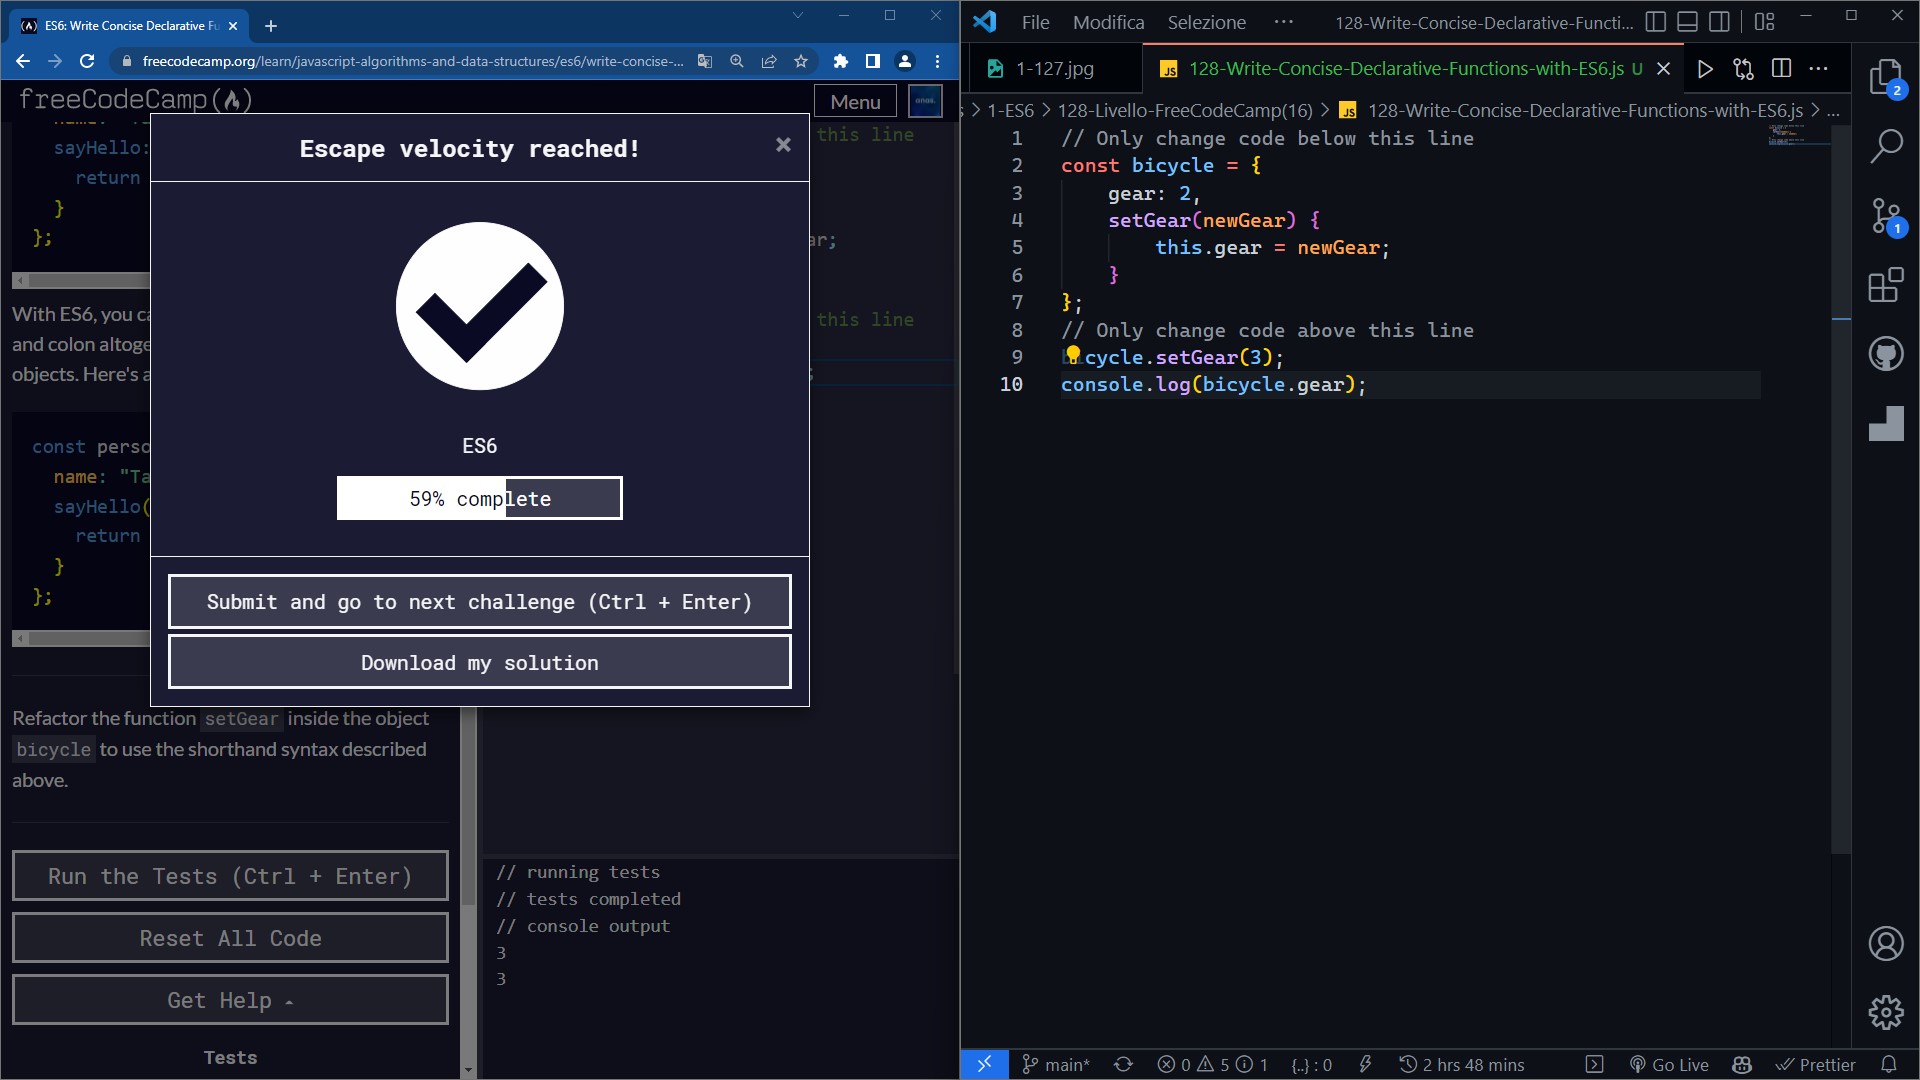 ES6: Write Concise Declarative Fu
freecodecamp.org/learn/javascript-algorithms-and-data-structures/es6/write-concise-...
freeCodeCamp
Menu
sayHello:
return
}
};
With ES6, you ca
and colon altoge
objects. Here's a
const perso
name: "Ta
sayHello(
return
}
};
Refactor the function setGear inside the object
bicycle to use the shorthand syntax described
above.
Run the Tests (Ctrl + Enter)
Reset All Code
Get Help
Tests
this line
ar;
this line
;
Escape velocity reached!
×
ES6
59% complete
Submit and go to next challenge (Ctrl + Enter)
Download my solution
// running tests
// tests completed
// console output
3
3
File Modifica Selezione ··· 128-Write-Concise-Declarative-Functi...
1-127.jpg
JS 128-Write-Concise-Declarative-Functions-with-ES6.js U
s > 1-ES6 > 128-Livello-FreeCodeCamp(16) > JS 128-Write-Concise-Declarative-Functions-with-ES6.js > ...
1 // Only change code below this line
2 const bicycle = {
3 gear: 2,
4 setGear(newGear) {
5 this.gear = newGear;
6 }
7 };
8 // Only change code above this line
9 bicycle.setGear(3);
10 console.log(bicycle.gear);
2
1
main* 0 5 1 {..} : 0 2 hrs 48 mins Go Live Prettier